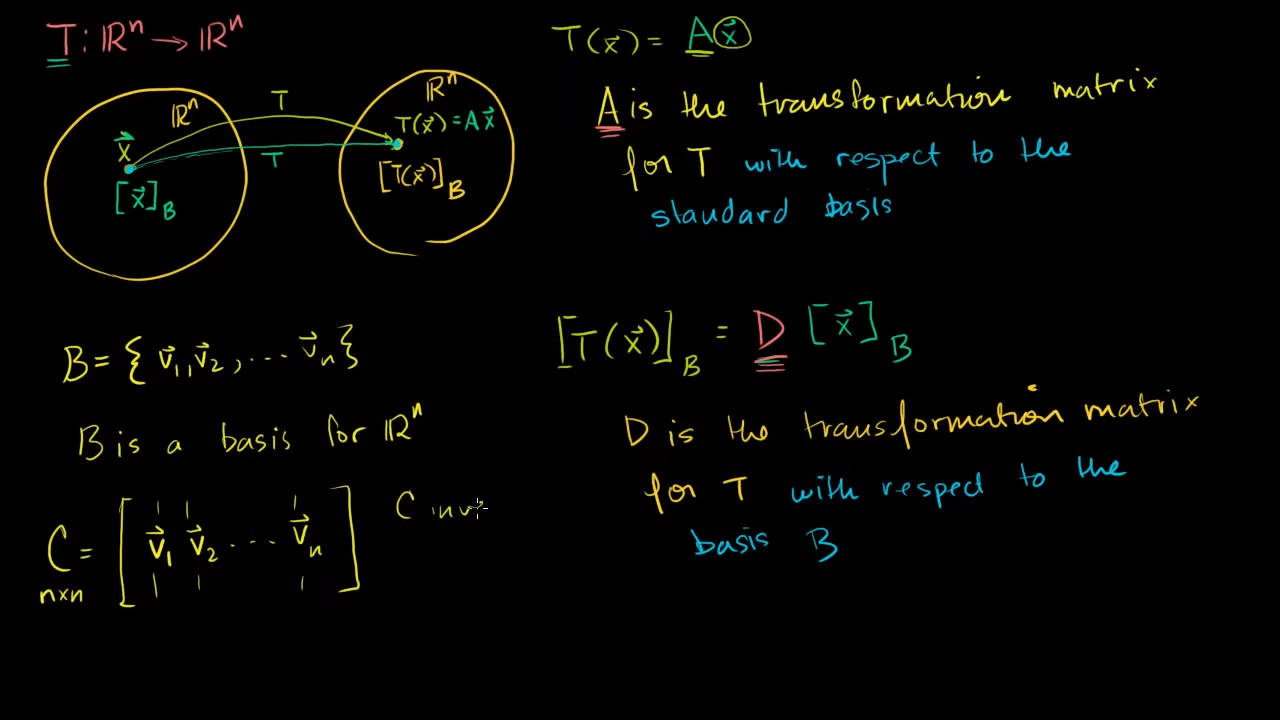 T : ℝⁿ → ℝⁿ
ℝⁿ
T
x⃗
[x⃗]_B
T
ℝⁿ
T(x⃗) = Ax⃗
[T(x⃗)]_B
B = { v⃗₁, v⃗₂, ... v⃗ₙ }
B is a basis for ℝⁿ
C = [ v⃗₁ v⃗₂ ... v⃗ₙ ]
n×n
C inv
T(x⃗) = Ax⃗
A is the transformation matrix
for T with respect to the
standard basis
[T(x⃗)]_B = D [x⃗]_B
D is the transformation matrix
for T with respect to the
basis B